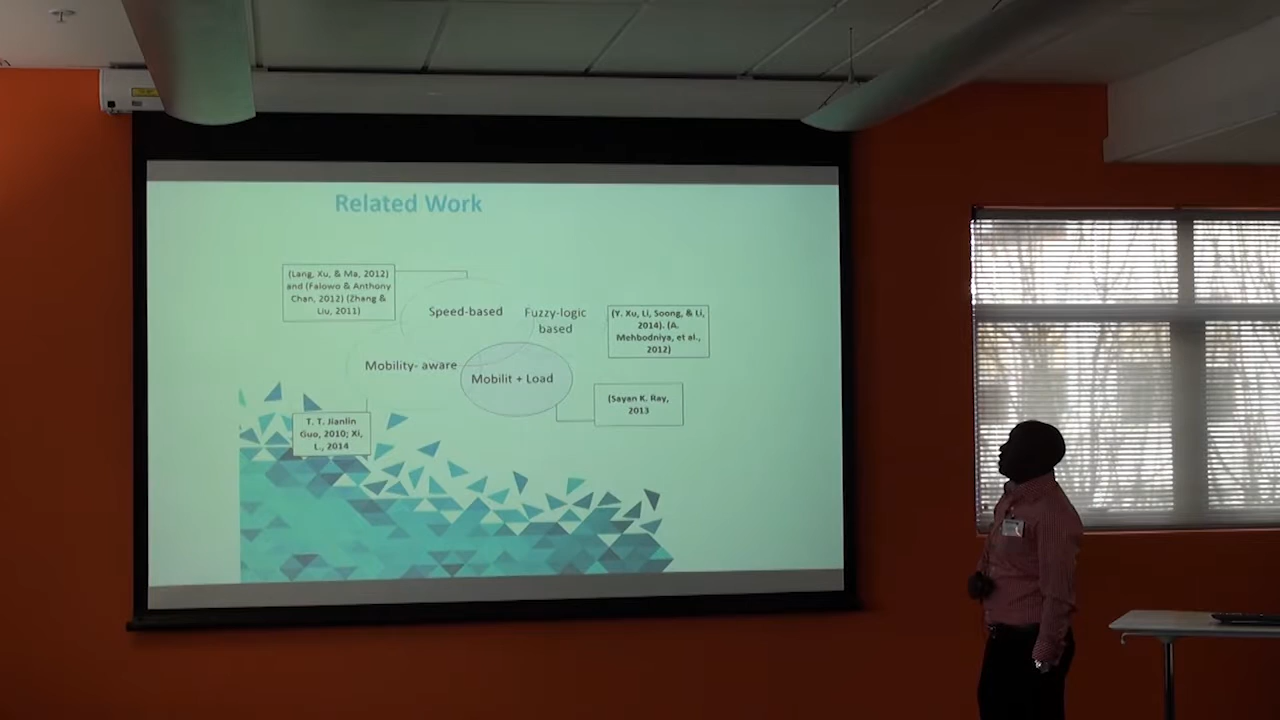 Related Work
(Lang, Xu, & Ma, 2012)
and (Falowo & Anthony
Chan, 2012) (Zhang &
Liu, 2011)
Speed-based
Fuzzy-logic
based
(Y. Xu, Li, Soong, & Li,
2014). (A.
Mehbodniya, et al.,
2012)
Mobility- aware
Mobilit + Load
(Sayan K. Ray,
2013
T. T. Jianlin
Guo, 2010; Xi,
L., 2014